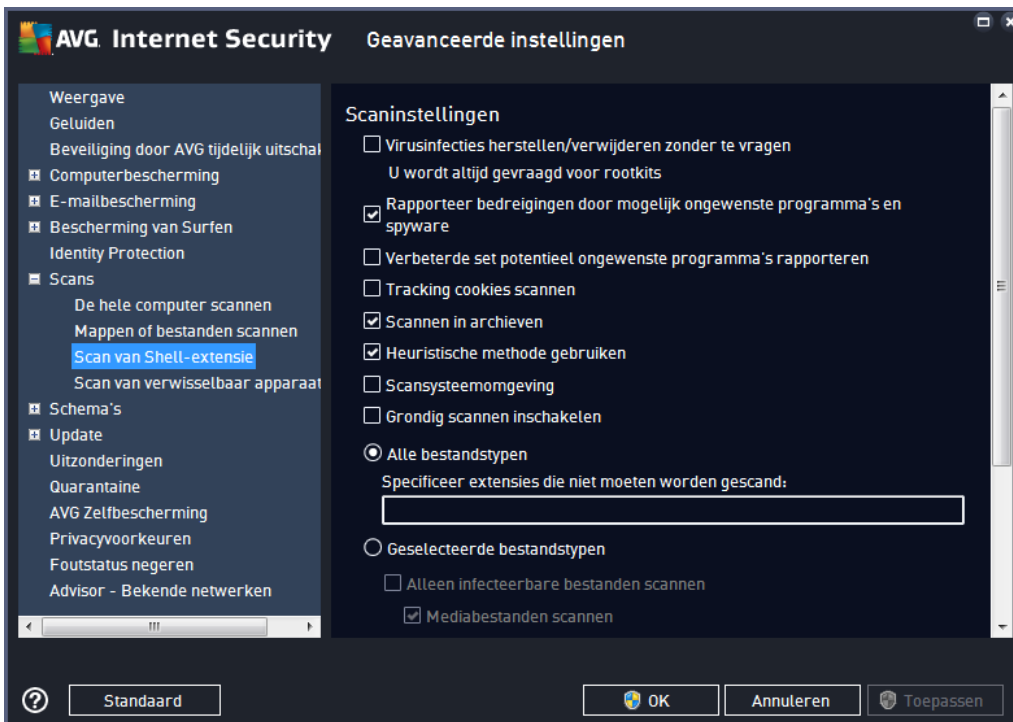 AVG Internet Security Geavanceerde instellingen
Weergave
Geluiden
Beveiliging door AVG tijdelijk uitschal
Computerbescherming
E-mailbescherming
Bescherming van Surfen
Identity Protection
Scans
De hele computer scannen
Mappen of bestanden scannen
Scan van Shell-extensie
Scan van verwisselbaar apparaat
Schema's
Update
Uitzonderingen
Quarantaine
AVG Zelfbescherming
Privacyvoorkeuren
Foutstatus negeren
Advisor - Bekende netwerken
Scaninstellingen
Virusinfecties herstellen/verwijderen zonder te vragen
U wordt altijd gevraagd voor rootkits
Rapporteer bedreigingen door mogelijk ongewenste programma's en
spyware
Verbeterde set potentieel ongewenste programma's rapporteren
Tracking cookies scannen
Scannen in archieven
Heuristische methode gebruiken
Scansysteemomgeving
Grondig scannen inschakelen
Alle bestandstypen
Specificeer extensies die niet moeten worden gescand:
Geselecteerde bestandstypen
Alleen infecteerbare bestanden scannen
Mediabestanden scannen
Standaard
OK
Annuleren
Toepassen